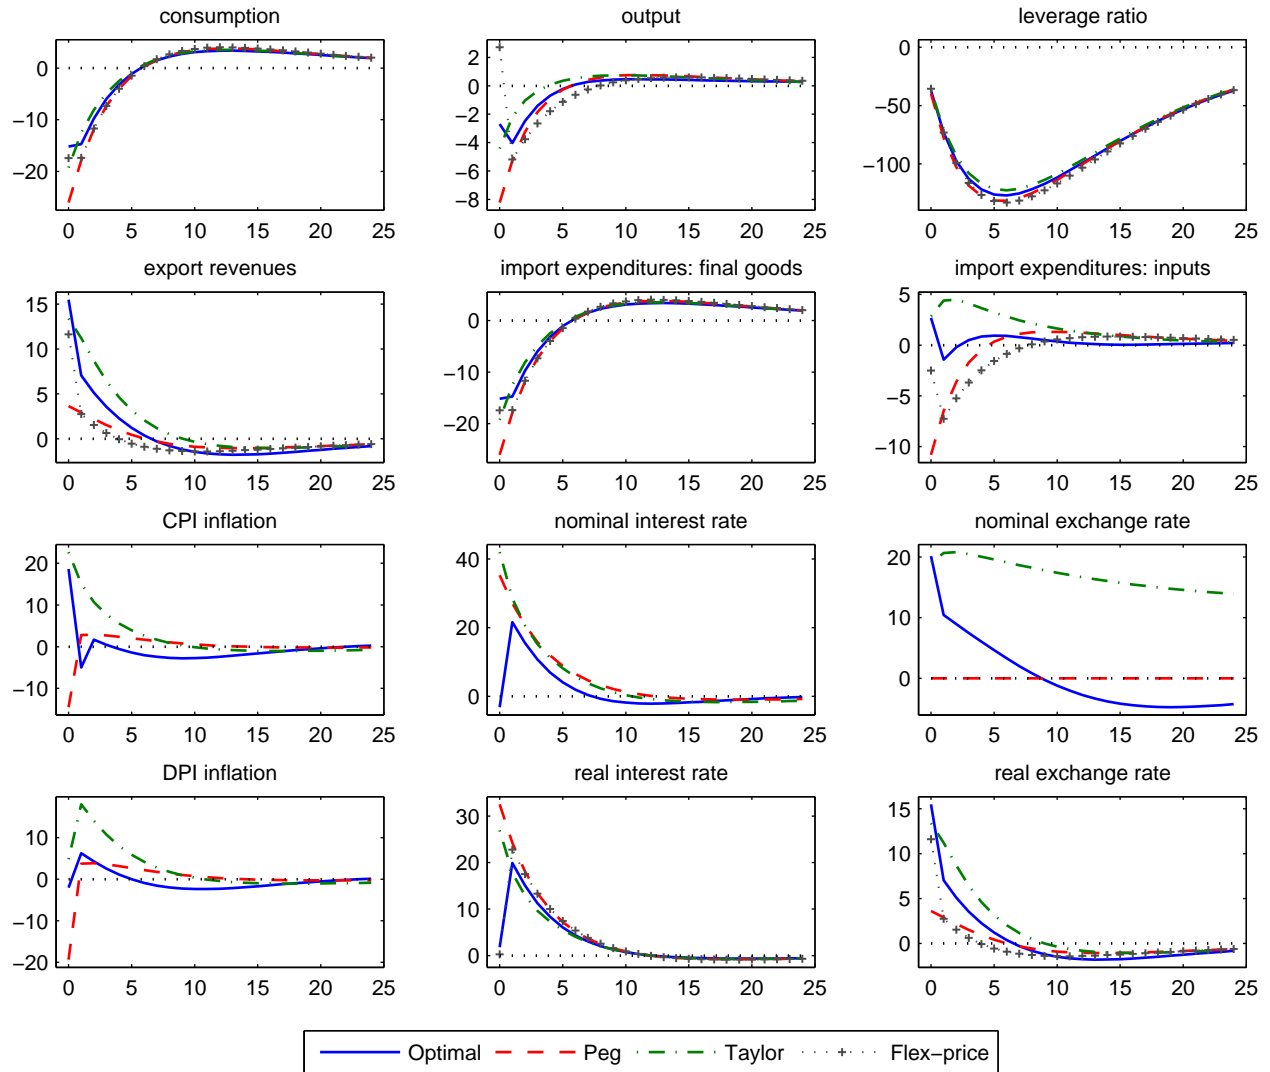 consumption output leverage ratio
0 −10 −20
2 0 −2 −4 −6 −8
0 −50 −100
0 5 10 15 20 25 0 5 10 15 20 25 0 5 10 15 20 25
export revenues import expenditures: final goods import expenditures: inputs
15 10 5 0
0 −10 −20
5 0 −5 −10
0 5 10 15 20 25 0 5 10 15 20 25 0 5 10 15 20 25
CPI inflation nominal interest rate nominal exchange rate
20 10 0 −10
40 20 0
20 10 0
0 5 10 15 20 25 0 5 10 15 20 25 0 5 10 15 20 25
DPI inflation real interest rate real exchange rate
10 0 −10 −20
30 20 10 0
15 10 5 0
0 5 10 15 20 25 0 5 10 15 20 25 0 5 10 15 20 25
Optimal Peg Taylor Flex−price